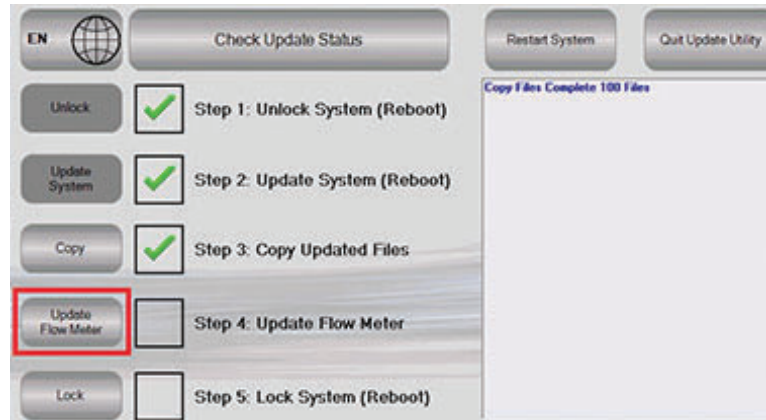 EN
Check Update Status
Restart System
Quit Update Utility
Unlock
Step 1: Unlock System (Reboot)
Copy Files Complete 100 Files
Update
System
Step 2: Update System (Reboot)
Copy
Step 3: Copy Updated Files
Update
Flow Meter
Step 4: Update Flow Meter
Lock
Step 5: Lock System (Reboot)